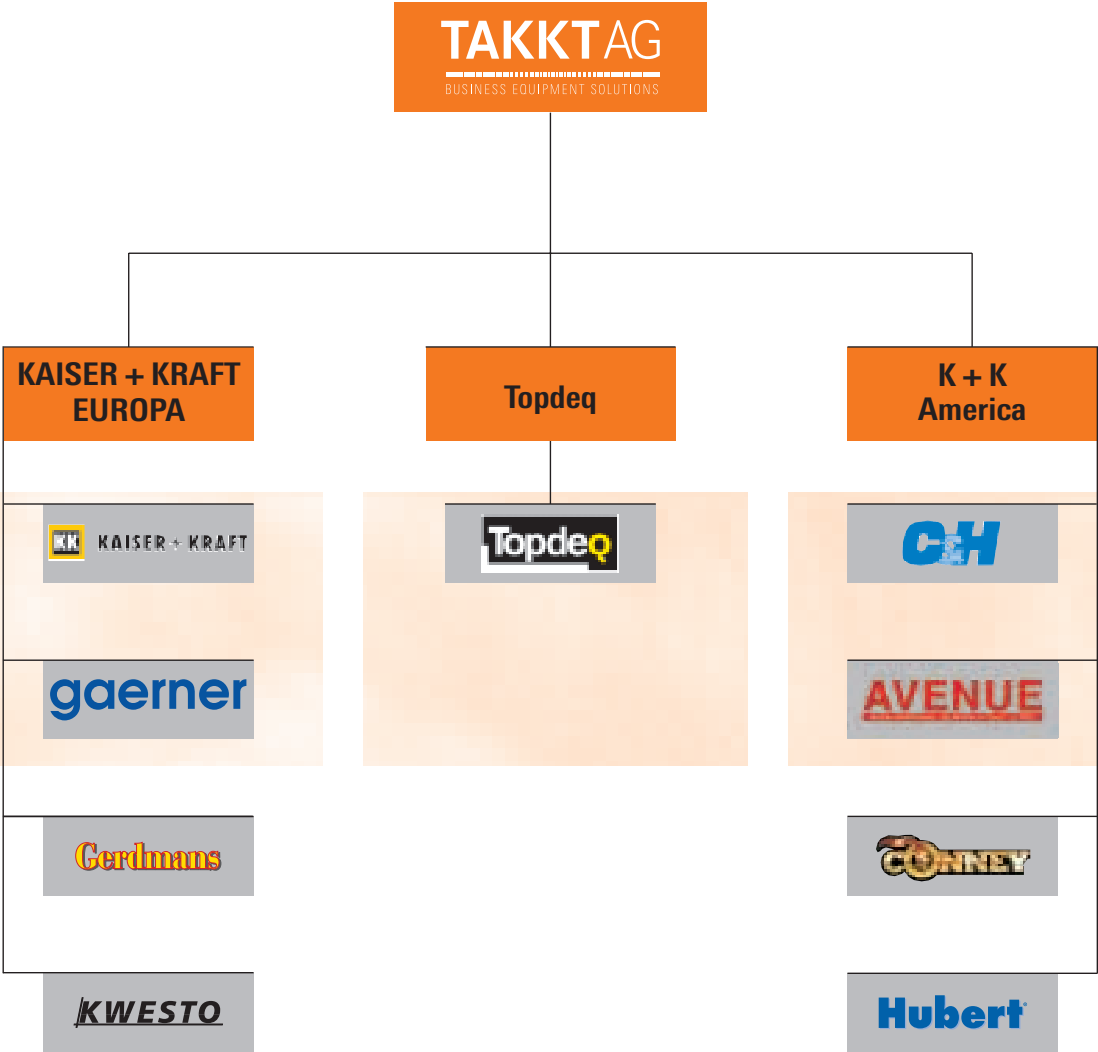 TAKKT AG
BUSINESS EQUIPMENT SOLUTIONS
KAISER + KRAFT
EUROPA
Topdeq
K + K
America
KK KAISER + KRAFT
Topdeq
C&H
gaerner
AVENUE
Gerdmans
CONNEY
KWESTO
Hubert